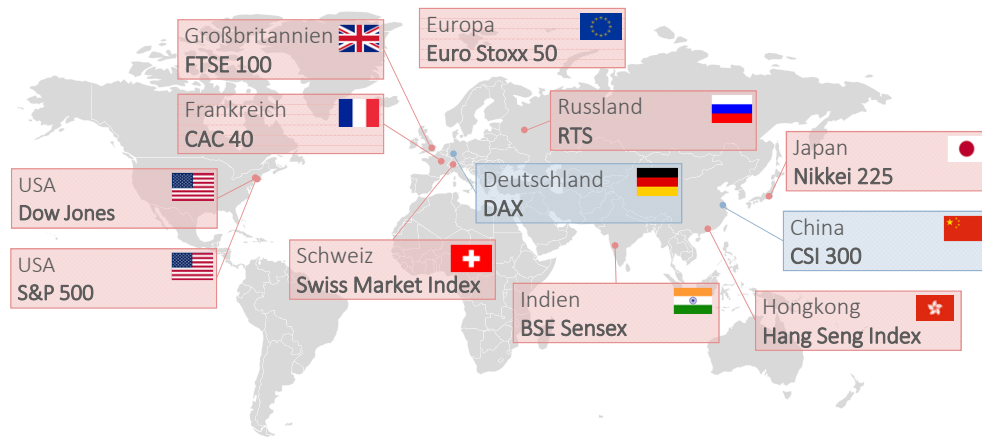 Großbritannien
FTSE 100
Europa
Euro Stoxx 50
Frankreich
CAC 40
Russland
RTS
Japan
Nikkei 225
USA
Dow Jones
Deutschland
DAX
China
CSI 300
USA
S&P 500
Schweiz
Swiss Market Index
Indien
BSE Sensex
Hongkong
Hang Seng Index